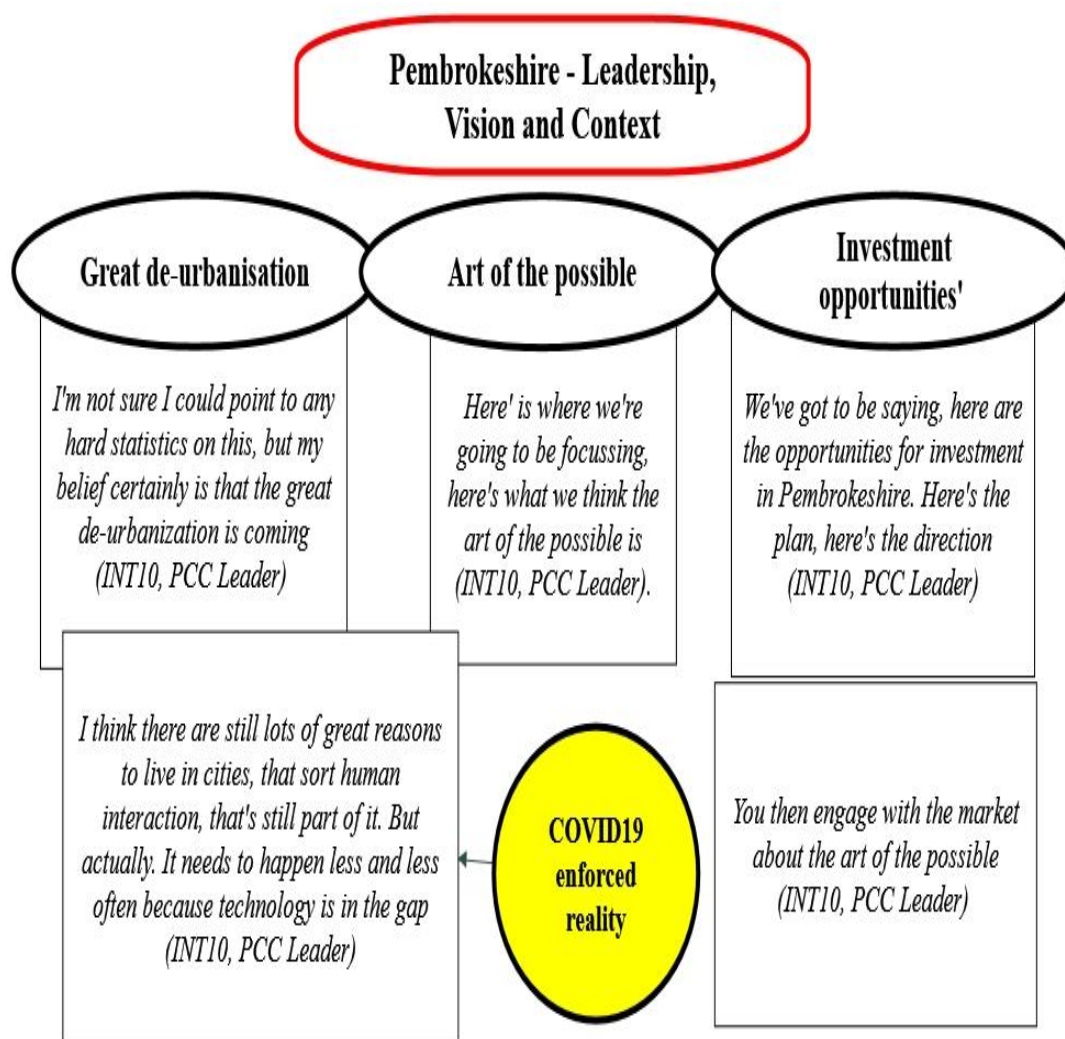 Pembrokeshire - Leadership,
Vision and Context
Great de-urbanisation
Art of the possible
Investment
opportunities'
I'm not sure I could point to any
hard statistics on this, but my
belief certainly is that the great
de-urbanization is coming
(INT10, PCC Leader)
Here' is where we're
going to be focussing,
here's what we think the
art of the possible is
(INT10, PCC Leader).
We've got to be saying, here are
the opportunities for investment
in Pembrokeshire. Here's the
plan, here's the direction
(INT10, PCC Leader)
I think there are still lots of great reasons
to live in cities, that sort human
interaction, that's still part of it. But
actually. It needs to happen less and less
often because technology is in the gap
(INT10, PCC Leader)
COVID19
enforced
reality
You then engage with the market
about the art of the possible
(INT10, PCC Leader)